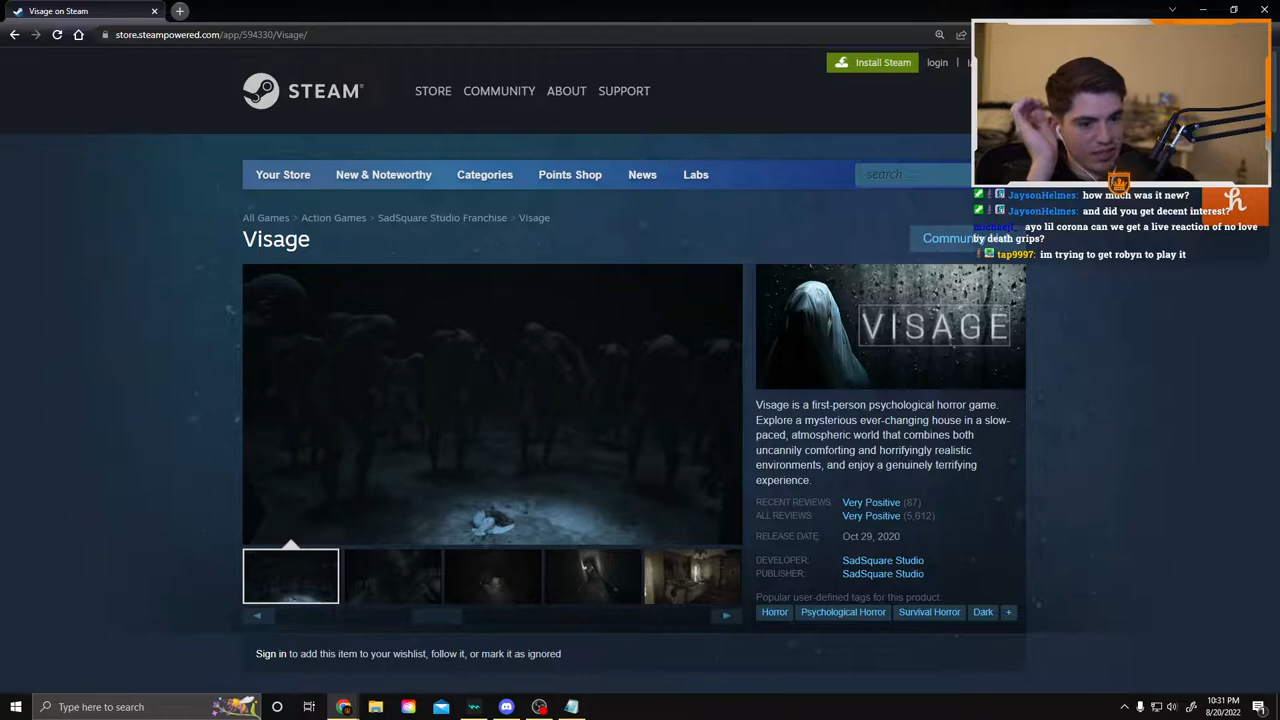 Visage on Steam
store.steampowered.com/app/594330/Visage/
Install Steam
login
STEAM®
STORE COMMUNITY ABOUT SUPPORT
Your Store New & Noteworthy Categories Points Shop News Labs
search
JaysonHelmes: how much was it new?
JaysonHelmes: and did you get decent interest?
ayo lil corona can we get a live reaction of no love
by death grips?
tap9997: im trying to get robyn to play it
All Games > Action Games > SadSquare Studio Franchise > Visage
Visage
VISAGE
Visage is a first-person psychological horror game.
Explore a mysterious ever-changing house in a slow-
paced, atmospheric world that combines both
uncannily comforting and horrifyingly realistic
environments, and enjoy a genuinely terrifying
experience.
RECENT REVIEWS: Very Positive (87)
ALL REVIEWS: Very Positive (5,612)
RELEASE DATE: Oct 29, 2020
DEVELOPER: SadSquare Studio
PUBLISHER: SadSquare Studio
Popular user-defined tags for this product:
Horror Psychological Horror Survival Horror Dark +
Sign in to add this item to your wishlist, follow it, or mark it as ignored
Type here to search
10:31 PM
8/20/2022